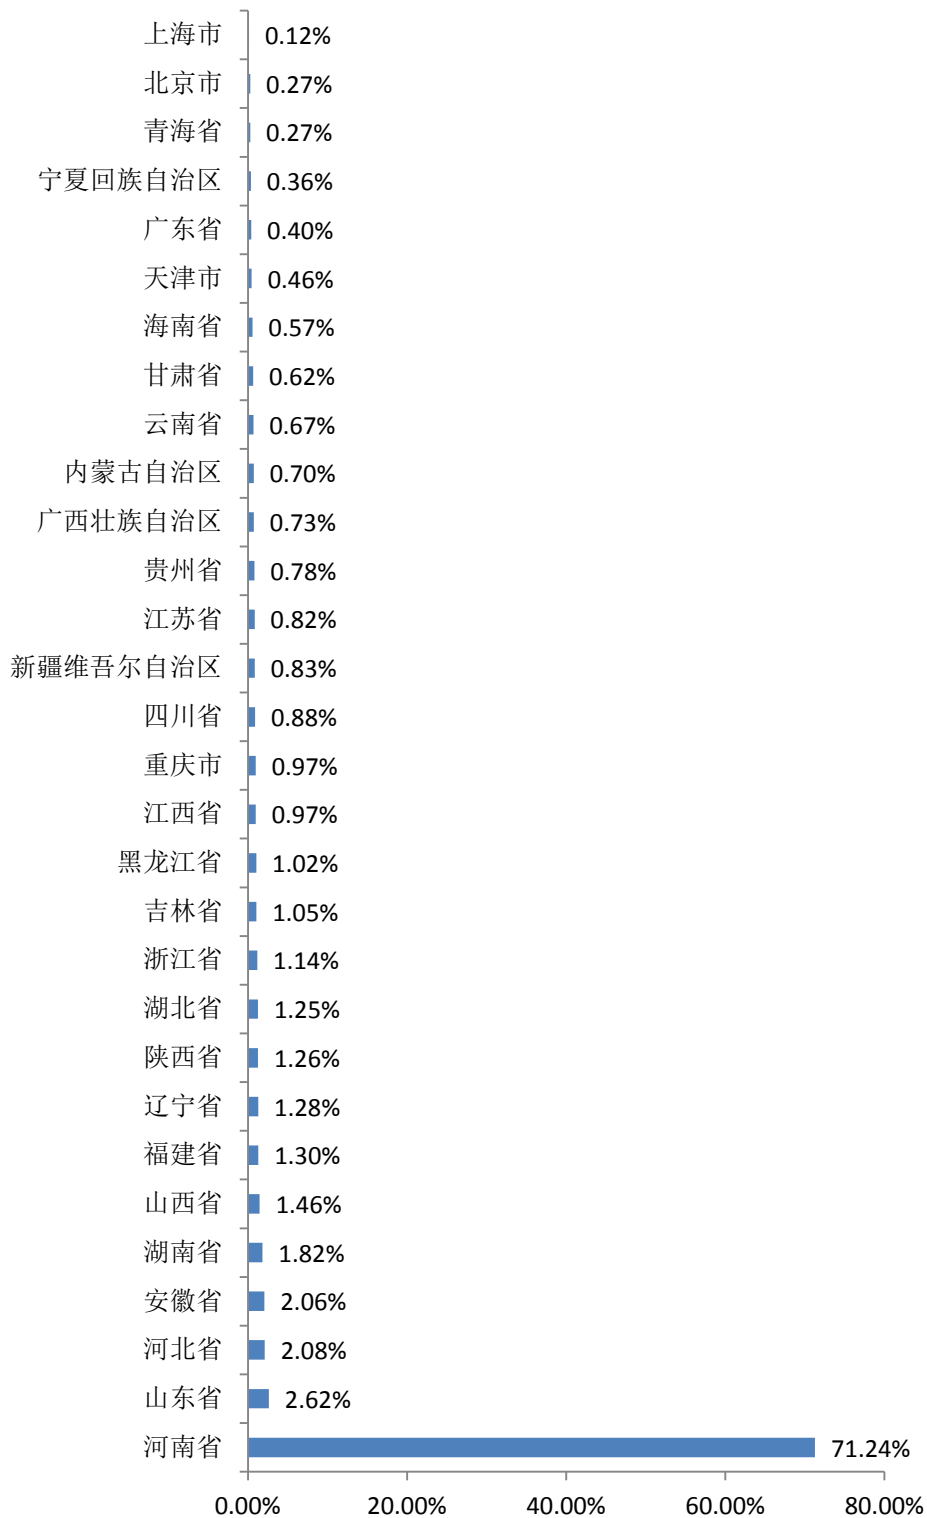 上海市 0.12%
北京市 0.27%
青海省 0.27%
宁夏回族自治区 0.36%
广东省 0.40%
天津市 0.46%
海南省 0.57%
甘肃省 0.62%
云南省 0.67%
内蒙古自治区 0.70%
广西壮族自治区 0.73%
贵州省 0.78%
江苏省 0.82%
新疆维吾尔自治区 0.83%
四川省 0.88%
重庆市 0.97%
江西省 0.97%
黑龙江省 1.02%
吉林省 1.05%
浙江省 1.14%
湖北省 1.25%
陕西省 1.26%
辽宁省 1.28%
福建省 1.30%
山西省 1.46%
湖南省 1.82%
安徽省 2.06%
河北省 2.08%
山东省 2.62%
河南省 71.24%
0.00% 20.00% 40.00% 60.00% 80.00%